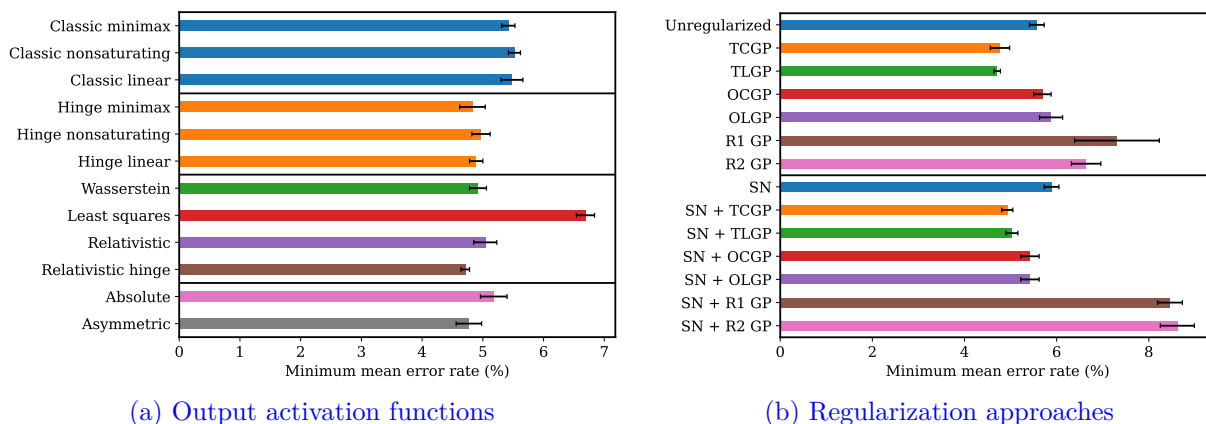 Classic minimax
Classic nonsaturating
Classic linear
Hinge minimax
Hinge nonsaturating
Hinge linear
Wasserstein
Least squares
Relativistic
Relativistic hinge
Absolute
Asymmetric
0 1 2 3 4 5 6 7
Minimum mean error rate (%)
(a) Output activation functions
Unregularized
TCGP
TLGP
OCGP
OLGP
R1 GP
R2 GP
SN
SN + TCGP
SN + TLGP
SN + OCGP
SN + OLGP
SN + R1 GP
SN + R2 GP
0 2 4 6 8
Minimum mean error rate (%)
(b) Regularization approaches